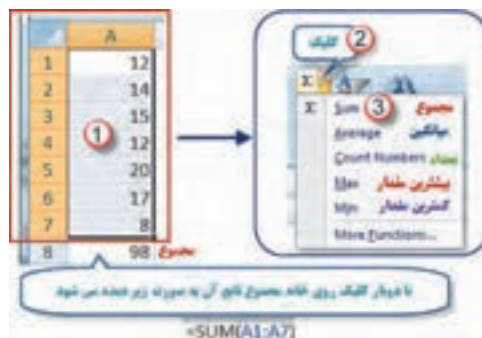 A
1 12
2 14
3 15
4 12
5 20
6 17
7 8
8 98 مجموع
1
2 کلیک
Σ
Σ Sum 3 مجموع
Average میانگین
Count Numbers تعداد
Max بیشترین مقدار
Min کمترین مقدار
More Functions...
با دوبار کلیک روی خانه مجموع تابع آن به صورت زیر دیده می شود
=SUM(A1:A7)